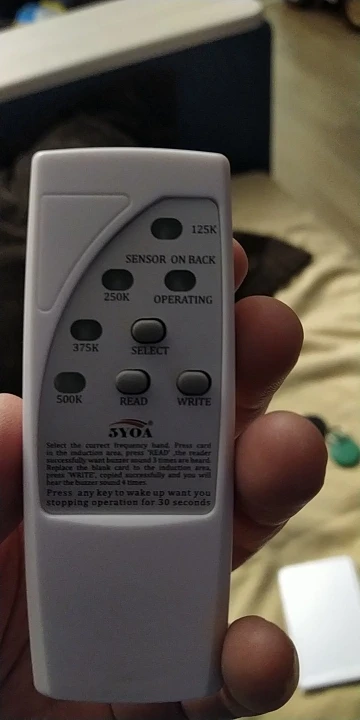 125K
SENSOR ON BACK
250K
OPERATING
375K
SELECT
500K
READ
WRITE
5YOA
Select the correct frequency hand. Press card
in the induction area, press "READ" ,the reader
successfully want buzzer sound 3 times are heard.
Replace the blank card to the induction area,
press "WRITE", copied successfully and you will
hear the buzzer sound 4 times.
Press any key to wake up want you
stopping operation for 30 seconds